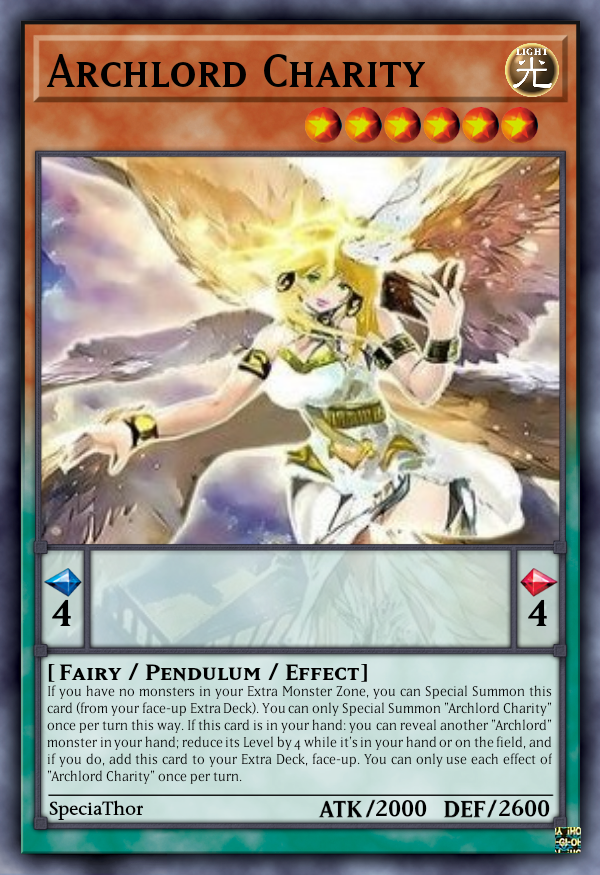 Archlord Charity
LIGHT
光
4 4
[ Fairy / Pendulum / Effect]
If you have no monsters in your Extra Monster Zone, you can Special Summon this
card (from your face-up Extra Deck). You can only Special Summon "Archlord Charity"
once per turn this way. If this card is in your hand: you can reveal another "Archlord"
monster in your hand; reduce its Level by 4 while it's in your hand or on the field, and
if you do, add this card to your Extra Deck, face-up. You can only use each effect of
"Archlord Charity" once per turn.
SpeciaThor ATK/2000 DEF/2600